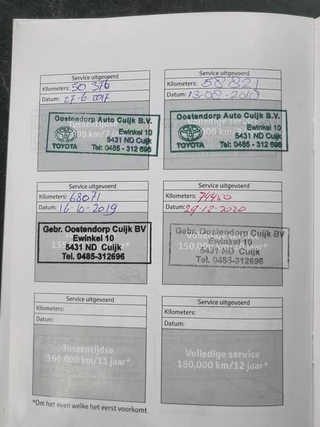 Service uitgevoerd
Kilometers: 50 376
Datum: 27-6-2017
Tussentijdse
Oostendorp Auto Cuijk B.V.
Ewinkel 10
5431 ND Cuijk
TOYOTA Tel: 0485 - 312 696
Service uitgevoerd
Kilometers: 58 821
Datum: 13-08-2018
Oostendorp Auto Cuijk B.V.
Ewinkel 10
5431 ND Cuijk
TOYOTA Tel: 0485 - 312 696
Service uitgevoerd
Kilometers: 68071
Datum: 16-10-2019
Gebr. Oostendorp Cuijk BV
Ewinkel 10
5431 ND Cuijk
Tel. 0485-312696
Service uitgevoerd
Kilometers: 74450
Datum: 29-12-2020
Gebr. Oostendorp Cuijk BV
Ewinkel 10
5431 ND Cuijk
Tel. 0485-312696
Service uitgevoerd
Kilometers:
Datum:
Tussentijdse
165.000 km/11 jaar*
Service uitgevoerd
Kilometers:
Datum:
Volledige service
180,000 km/12 jaar*
*Om het even welke het eerst voorkomt